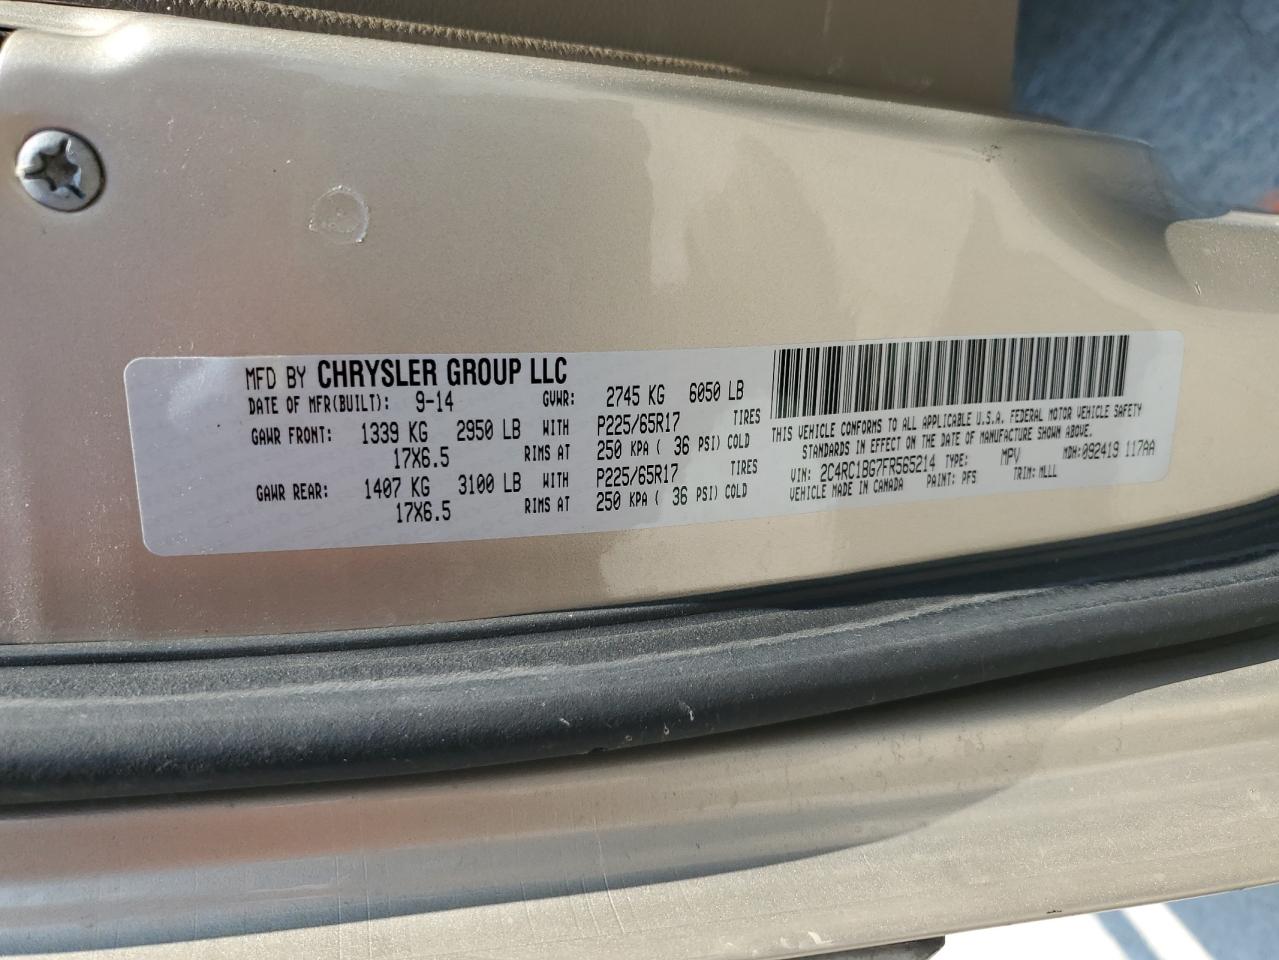 MFD BY CHRYSLER GROUP LLC
DATE OF MFR(BUILT): 9-14 GVWR: 2745 KG 6050 LB
GAWR FRONT: 1339 KG 2950 LB WITH P225/65R17 TIRES
17X6.5 RIMS AT 250 KPA ( 36 PSI) COLD
GAWR REAR: 1407 KG 3100 LB WITH P225/65R17 TIRES
17X6.5 RIMS AT 250 KPA ( 36 PSI) COLD
THIS VEHICLE CONFORMS TO ALL APPLICABLE U.S.A. FEDERAL MOTOR VEHICLE SAFETY
STANDARDS IN EFFECT ON THE DATE OF MANUFACTURE SHOWN ABOVE.
VIN: 2C4RC1BG7FR565214 TYPE: MPV MDH:092419 117AA
VEHICLE MADE IN CANADA PAINT: PFS TRIM: MLLL